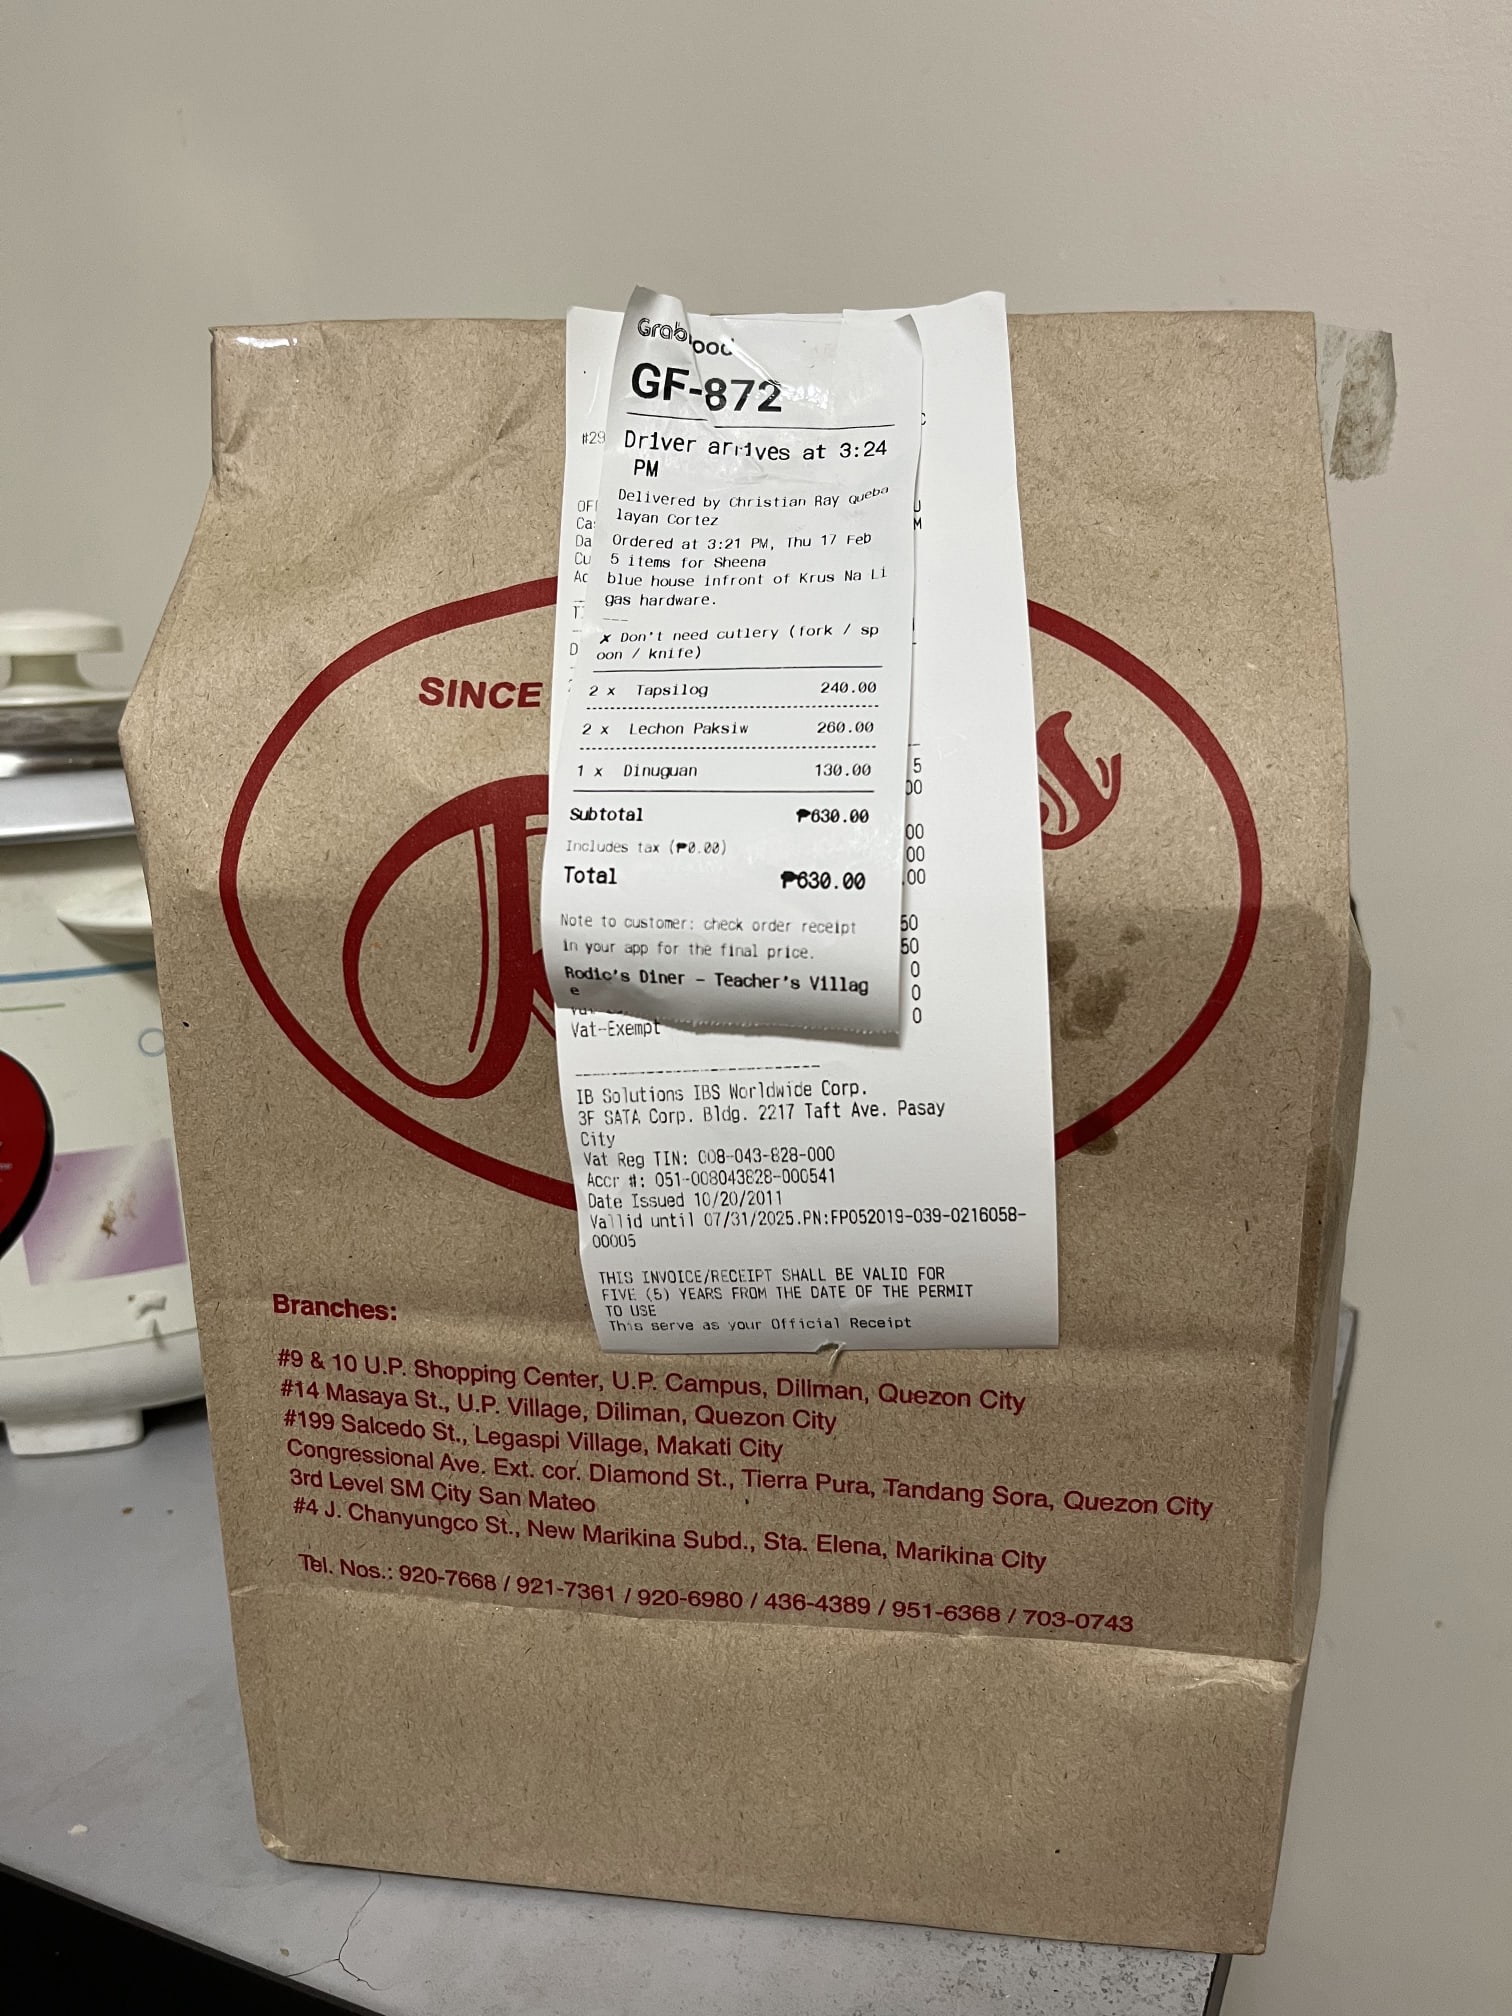 GrabFood
GF-872
Driver arrives at 3:24
PM
Delivered by Christian Ray Queba
layan Cortez
Ordered at 3:21 PM, Thu 17 Feb
5 items for Sheena
blue house infront of Krus Na Li
gas hardware.
---
x Don't need cutlery (fork / sp
oon / knife)
2 x Tapsilog 240.00
2 x Lechon Paksiw 260.00
1 x Dinuguan 130.00
Subtotal ₱630.00
Includes tax (₱0.00)
Total ₱630.00
Note to customer: check order receipt
in your app for the final price.
Rodic's Diner - Teacher's Villag
e
#29
Vat-Exempt
IB Solutions IBS Worldwide Corp.
3F SATA Corp. Bldg. 2217 Taft Ave. Pasay
City
Vat Reg TIN: 008-043-828-000
Accr #: 051-008043828-000541
Date Issued 10/20/2011
Vallid until 07/31/2025.PN:FP052019-039-0216058-
00005
THIS INVOICE/RECEIPT SHALL BE VALID FOR
FIVE (5) YEARS FROM THE DATE OF THE PERMIT
TO USE
This serve as your Official Receipt
SINCE
Branches:
#9 & 10 U.P. Shopping Center, U.P. Campus, Diliman, Quezon City
#14 Masaya St., U.P. Village, Diliman, Quezon City
#199 Salcedo St., Legaspi Village, Makati City
Congressional Ave. Ext. cor. Diamond St., Tierra Pura, Tandang Sora, Quezon City
3rd Level SM City San Mateo
#4 J. Chanyungco St., New Marikina Subd., Sta. Elena, Marikina City
Tel. Nos.: 920-7668 / 921-7361 / 920-6980 / 436-4389 / 951-6368 / 703-0743